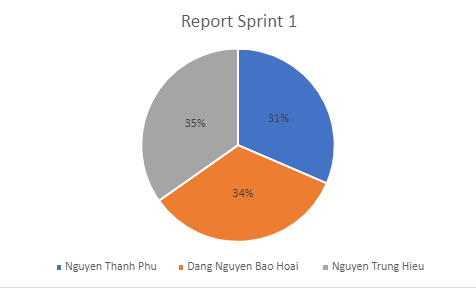 Report Sprint 1
35%
31%
34%
Nguyen Thanh Phu
Dang Nguyen Bao Hoai
Nguyen Trung Hieu